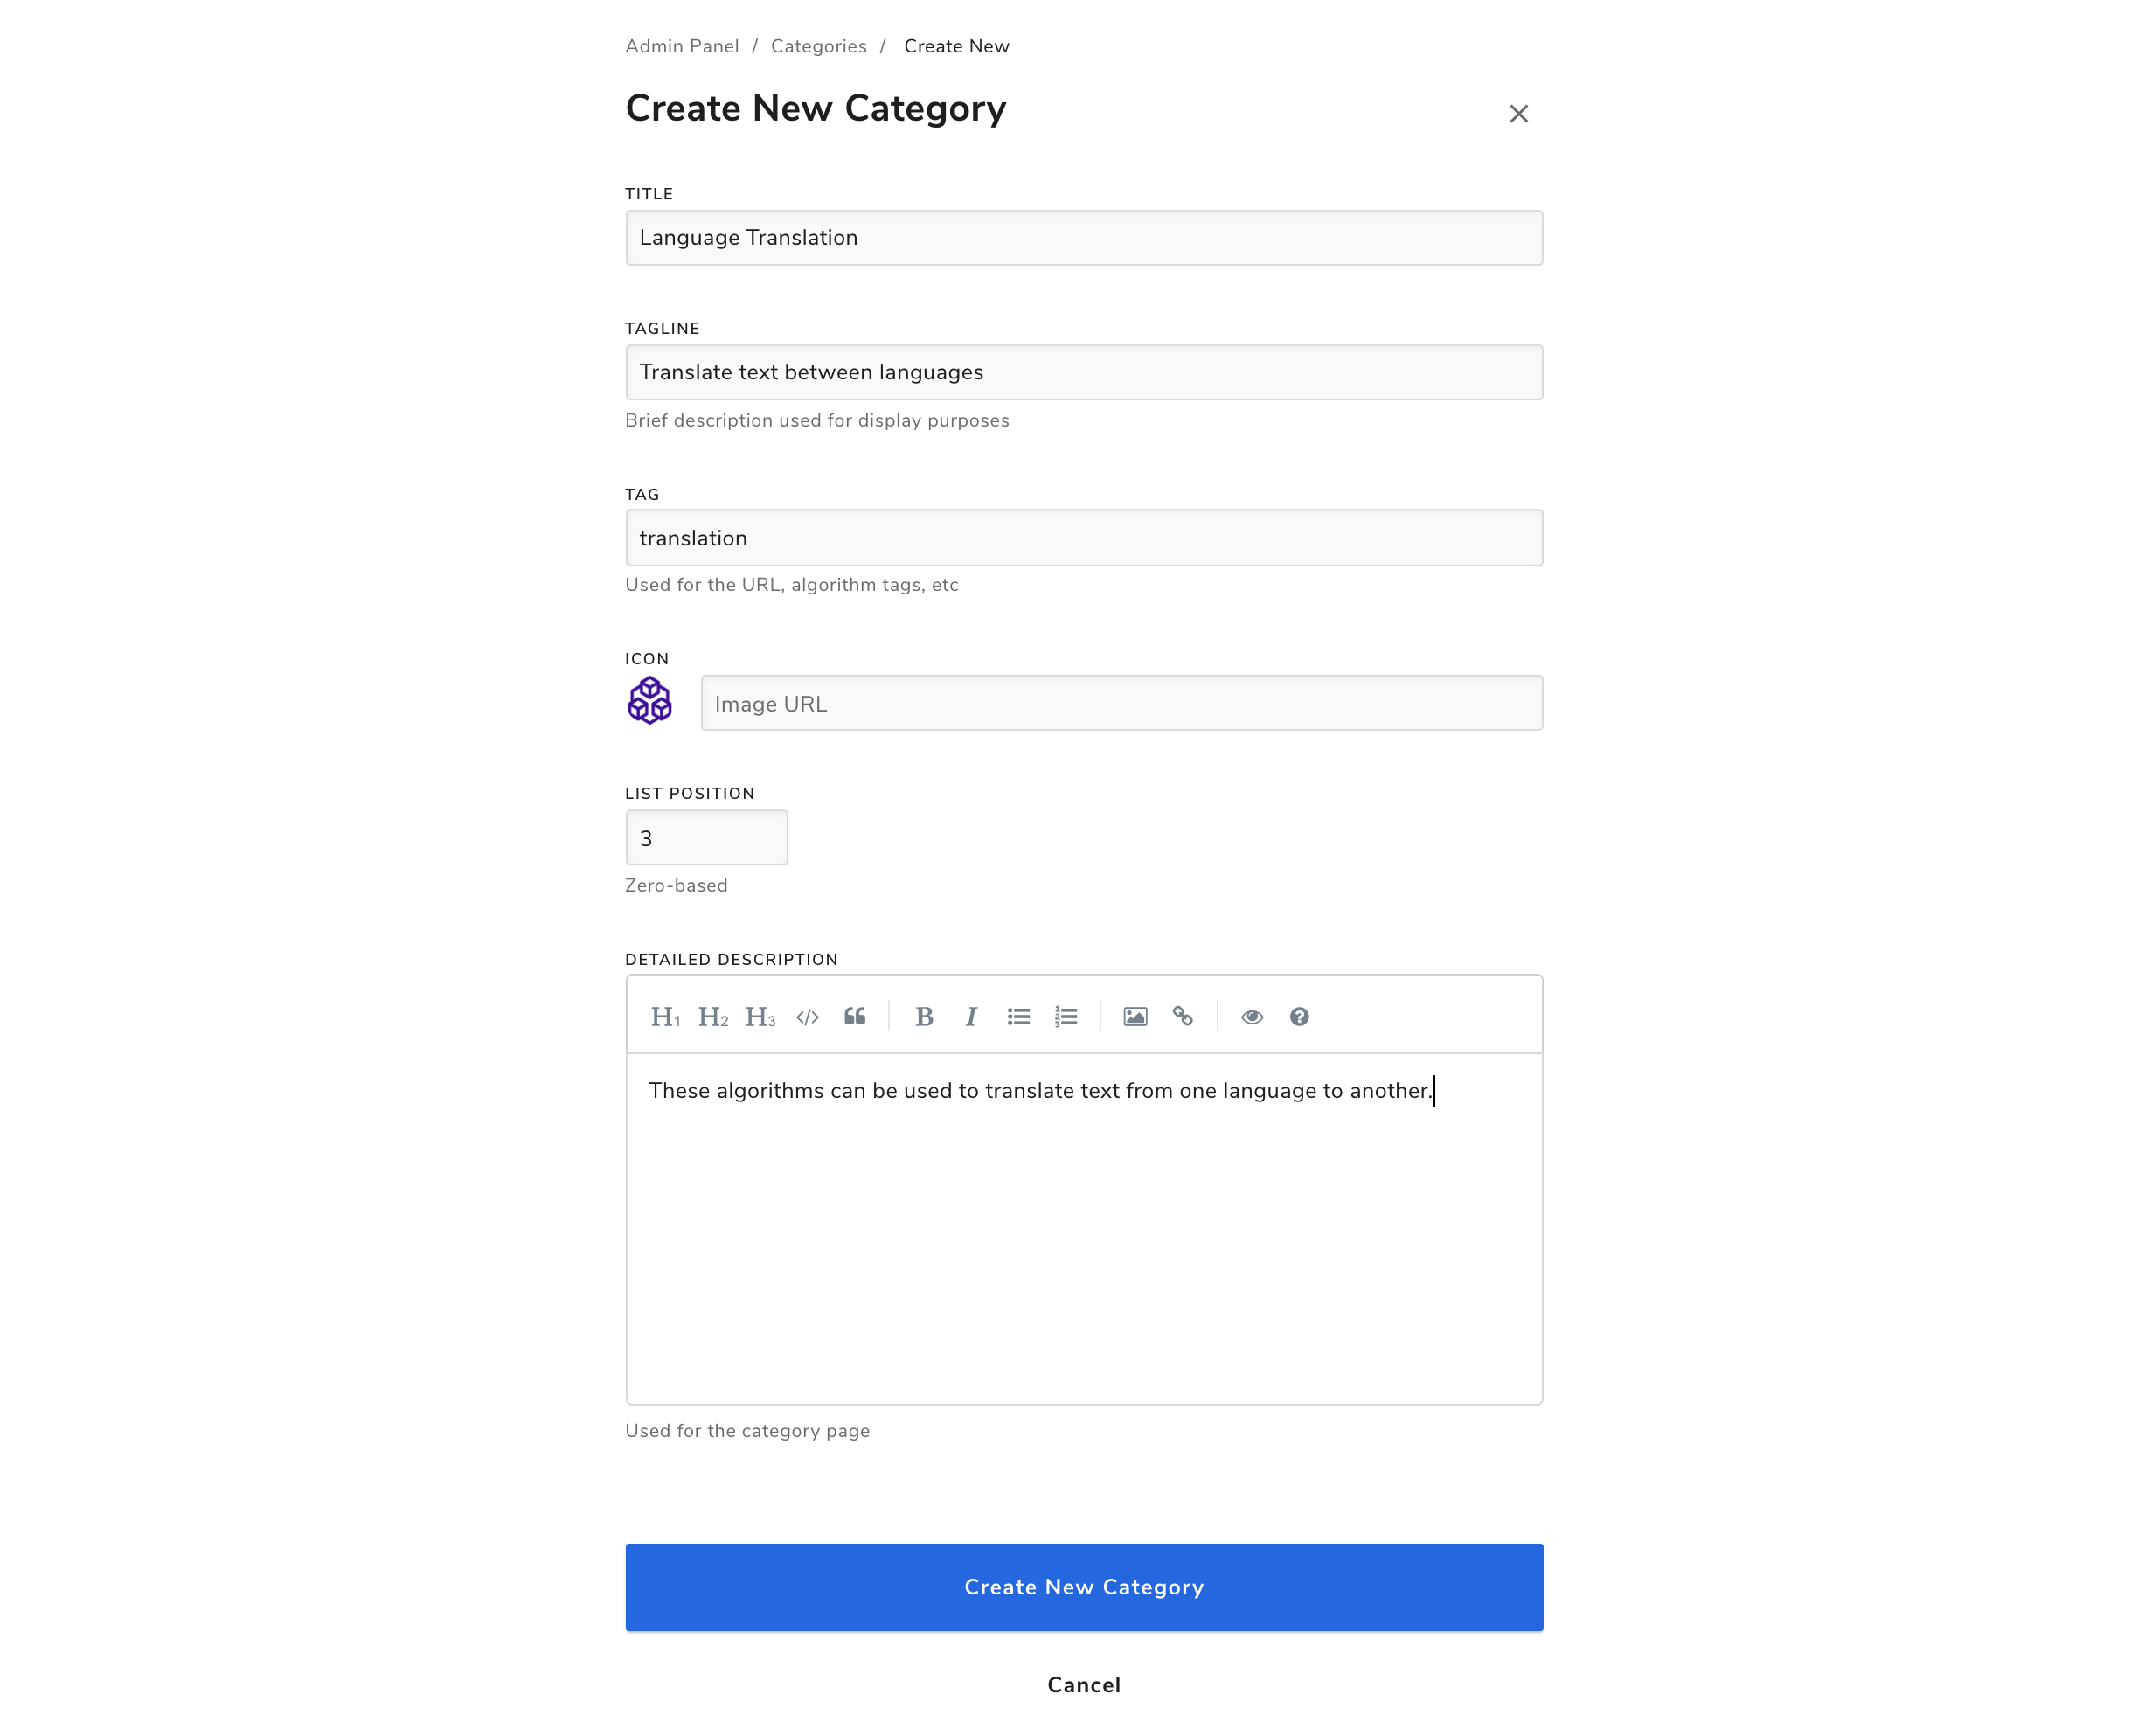 Admin Panel / Categories / Create New
Create New Category
TITLE
Language Translation
TAGLINE
Translate text between languages
Brief description used for display purposes
TAG
translation
Used for the URL, algorithm tags, etc
ICON
Image URL
LIST POSITION
3
Zero-based
DETAILED DESCRIPTION
H1 H2 H3 </> B I
These algorithms can be used to translate text from one language to another.
Used for the category page
Create New Category
Cancel